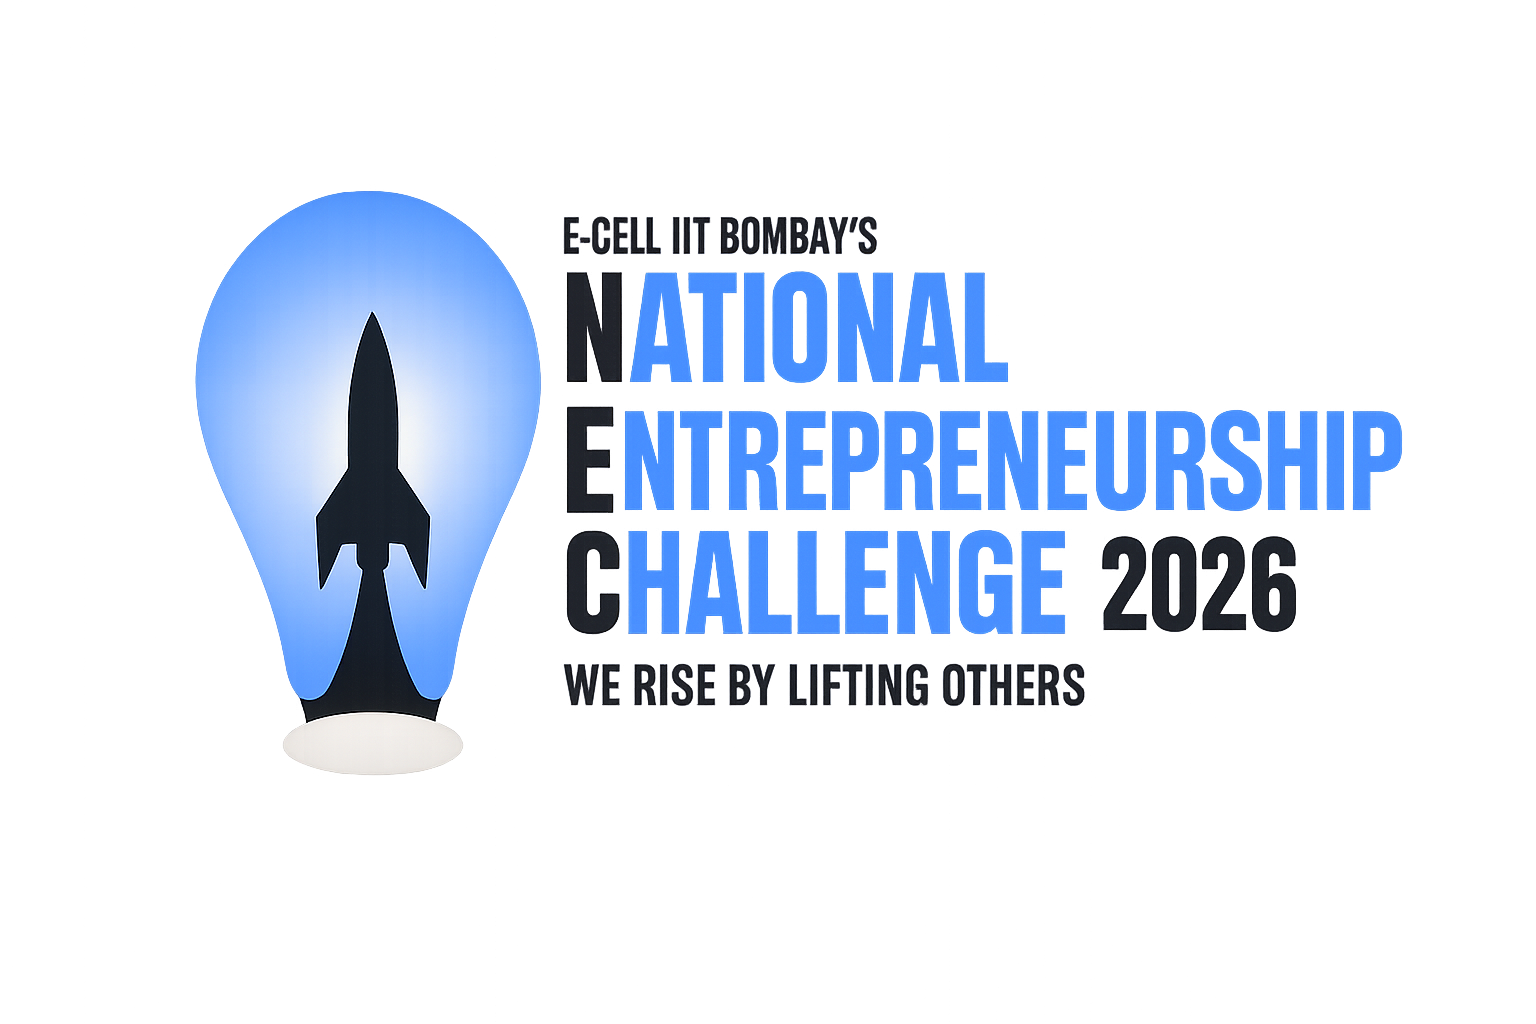 E-CELL IIT BOMBAY'S
NATIONAL
ENTREPRENEURSHIP
CHALLENGE 2026
WE RISE BY LIFTING OTHERS